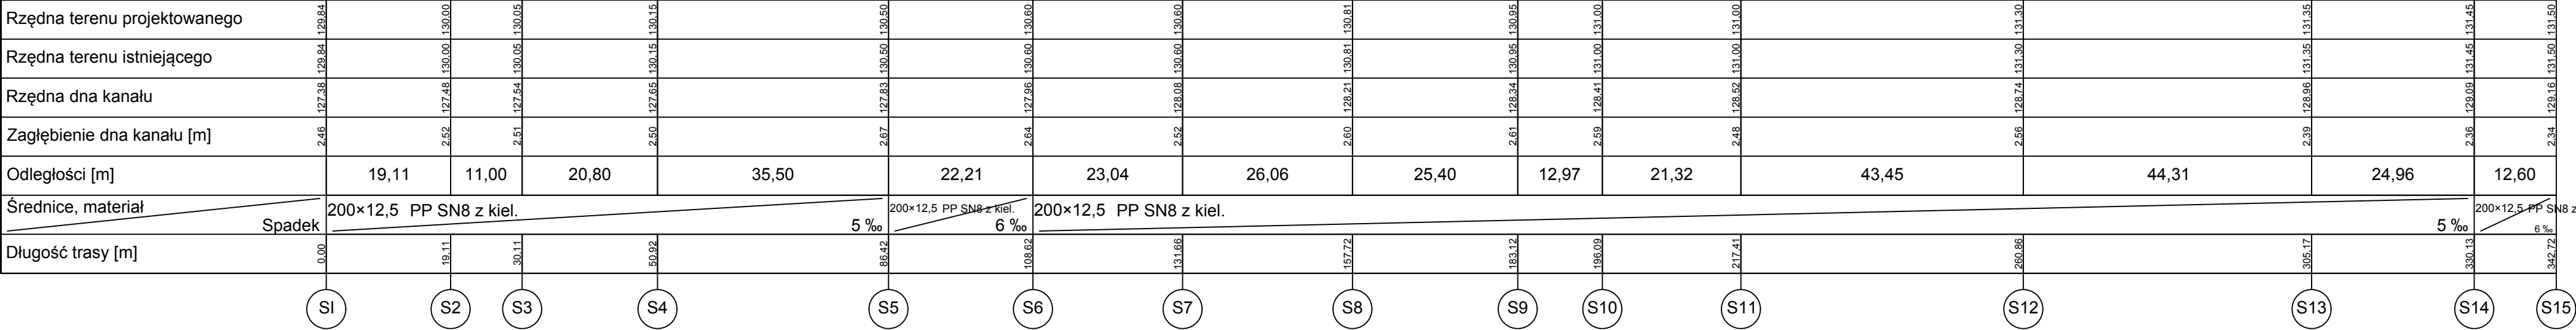 Rzędna terenu projektowanego 129,84 130,00 130,05 130,15 130,50 130,60 130,60 130,81 130,95 131,00 131,00 131,30 131,35 131,45 131,50
Rzędna terenu istniejącego 129,84 130,00 130,05 130,15 130,50 130,60 130,60 130,81 130,95 131,00 131,00 131,30 131,35 131,45 131,50
Rzędna dna kanału 127,38 127,48 127,54 127,65 127,83 127,96 128,08 128,21 128,34 128,41 128,52 128,74 128,96 129,09 129,16
Zagłębienie dna kanału [m] 2,46 2,52 2,51 2,50 2,67 2,64 2,52 2,60 2,61 2,59 2,48 2,56 2,39 2,36 2,34
Odległości [m] 19,11 11,00 20,80 35,50 22,21 23,04 26,06 25,40 12,97 21,32 43,45 44,31 24,96 12,60
Średnice, materiał 200×12,5 PP SN8 z kiel. 200×12,5 PP SN8 z kiel. 200×12,5 PP SN8 z kiel. 200×12,5 PP SN8 z
Spadek 5 ‰ 6 ‰ 5 ‰ 6 ‰
Długość trasy [m] 0,00 19,11 30,11 50,92 86,42 108,62 131,66 157,72 183,12 196,09 217,41 260,86 305,17 330,13 342,72
SI S2 S3 S4 S5 S6 S7 S8 S9 S10 S11 S12 S13 S14 S15